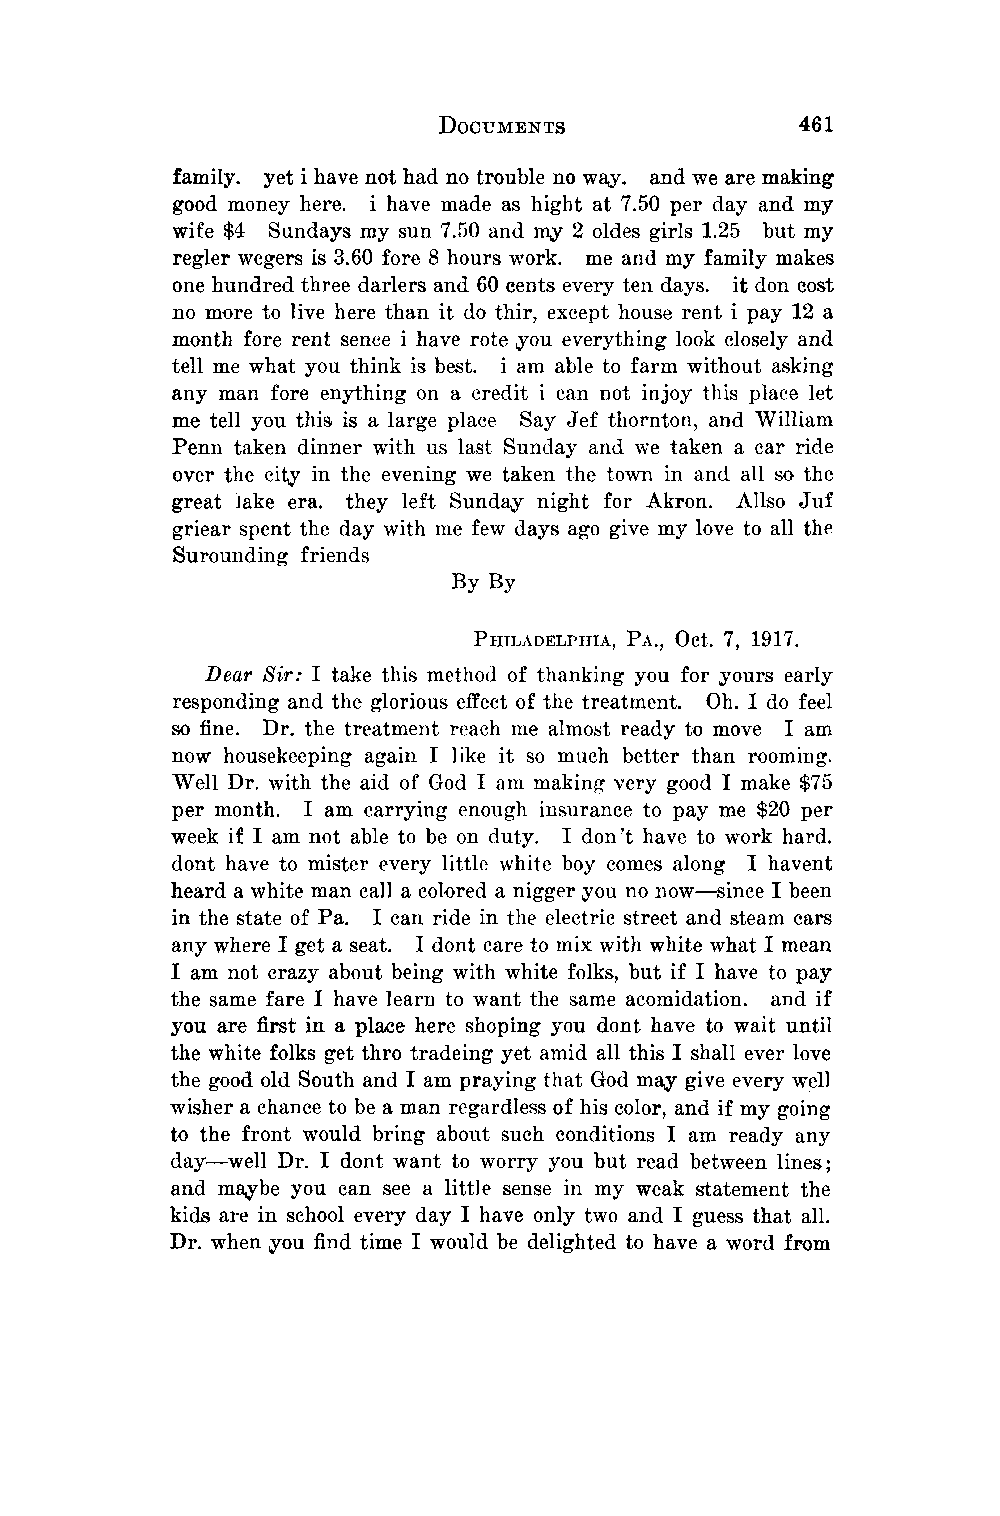 DOCUMENTS 461
family. yet i have not had no trouble no way. and we are making
good money here. i have made as hight at 7.50 per day and my
wife $4 Sundays my sun 7.50 and my 2 oldes girls 1.25 but my
regler wegers is 3.60 fore 8 hours work. me and my family makes
one hundred three darlers and 60 cents every ten days. it don cost
no more to live here than it do thir, except house rent i pay 12 a
month fore rent sence i have rote you everything look closely and
tell me what you think is best. i am able to farm without asking
any man fore enything on a credit i can not injoy this place let
me tell you this is a large place Say Jef thornton, and William
Penn taken dinner with us last Sunday and we taken a car ride
over the city in the evening we taken the town in and all so the
great lake era. they left Sunday night for Akron. Allso Juf
griear spent the day with me few days ago give my love to all the
Surounding friends
By By
PHILADELPHIA, PA., Oct. 7, 1917.
Dear Sir: I take this method of thanking you for yours early
responding and the glorious effect of the treatment. Oh. I do feel
so fine. Dr. the treatment reach me almost ready to move I am
now housekeeping again I like it so much better than rooming.
Well Dr. with the aid of God I am making very good I make $75
per month. I am carrying enough insurance to pay me $20 per
week if I am not able to be on duty. I don't have to work hard.
dont have to mister every little white boy comes along I havent
heard a white man call a colored a nigger you no now—since I been
in the state of Pa. I can ride in the electric street and steam cars
any where I get a seat. I dont care to mix with white what I mean
I am not crazy about being with white folks, but if I have to pay
the same fare I have learn to want the same acomidation. and if
you are first in a place here shoping you dont have to wait until
the white folks get thro tradeing yet amid all this I shall ever love
the good old South and I am praying that God may give every well
wisher a chance to be a man regardless of his color, and if my going
to the front would bring about such conditions I am ready any
day—well Dr. I dont want to worry you but read between lines;
and maybe you can see a little sense in my weak statement the
kids are in school every day I have only two and I guess that all.
Dr. when you find time I would be delighted to have a word from